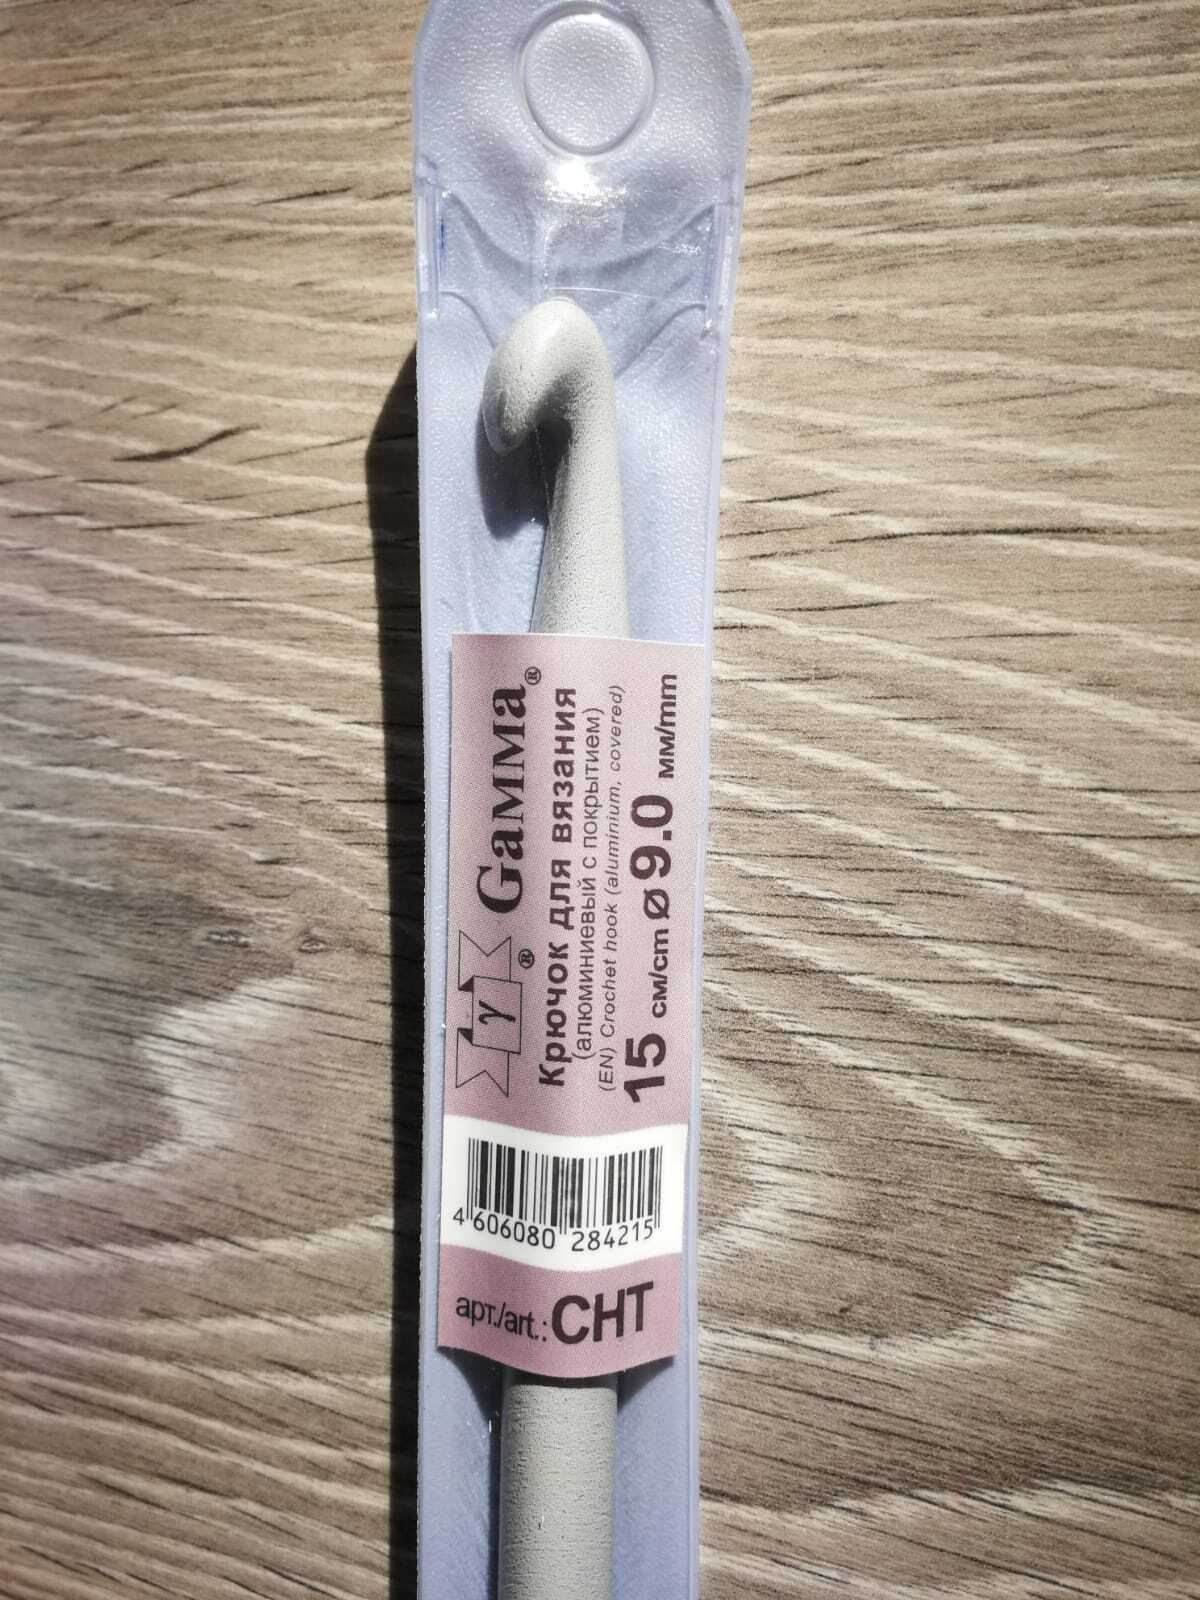 γ® Gamma®
Крючок для вязания
(алюминиевый с покрытием)
(EN) Crochet hook (aluminium, covered)
15 см/cm ø 9.0 мм/mm
4 606080 284215
арт./art.: CHT